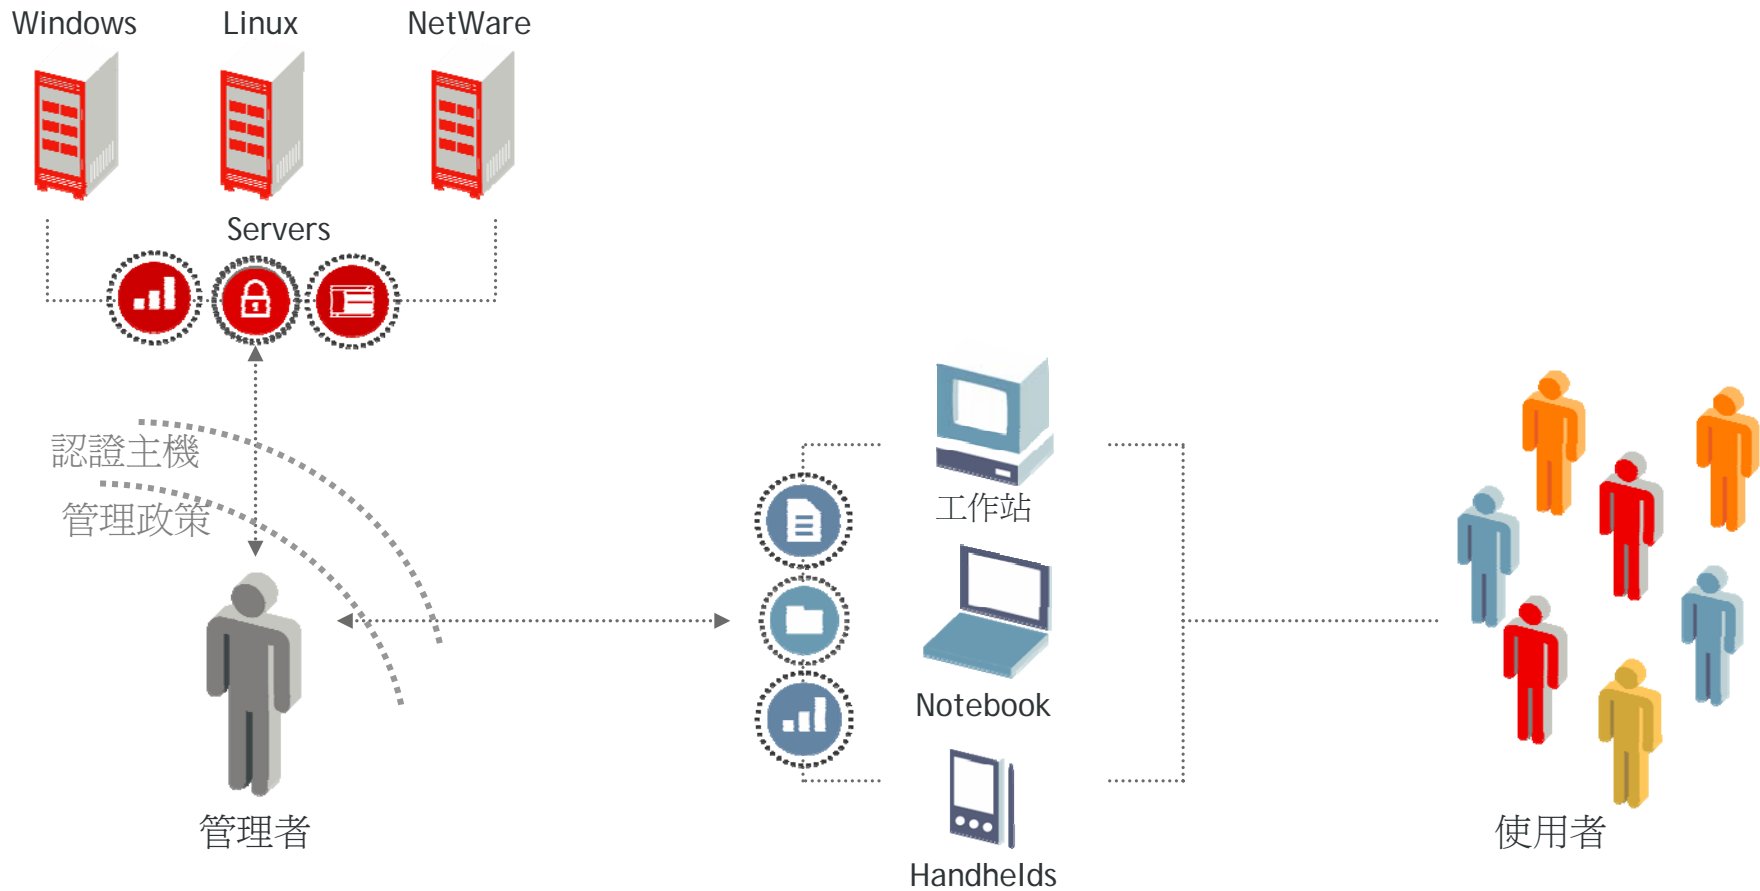 Windows
Linux
NetWare
Servers
認證主機
管理政策
工作站
Notebook
Handhelds
管理者
使用者